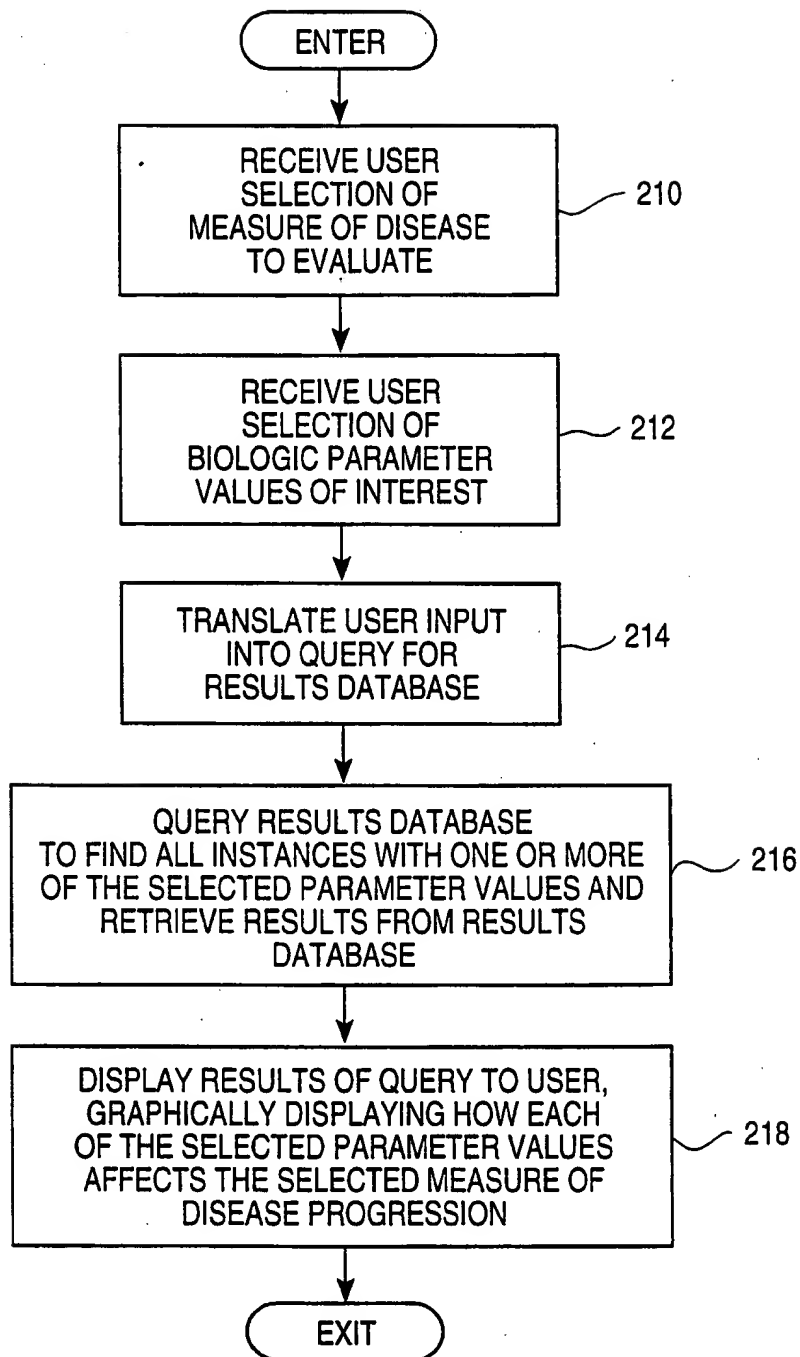 ENTER
RECEIVE USER
SELECTION OF
MEASURE OF DISEASE
TO EVALUATE
210
RECEIVE USER
SELECTION OF
BIOLOGIC PARAMETER
VALUES OF INTEREST
212
TRANSLATE USER INPUT
INTO QUERY FOR
RESULTS DATABASE
214
QUERY RESULTS DATABASE
TO FIND ALL INSTANCES WITH ONE OR MORE
OF THE SELECTED PARAMETER VALUES AND
RETRIEVE RESULTS FROM RESULTS
DATABASE
216
DISPLAY RESULTS OF QUERY TO USER,
GRAPHICALLY DISPLAYING HOW EACH
OF THE SELECTED PARAMETER VALUES
AFFECTS THE SELECTED MEASURE OF
DISEASE PROGRESSION
218
EXIT